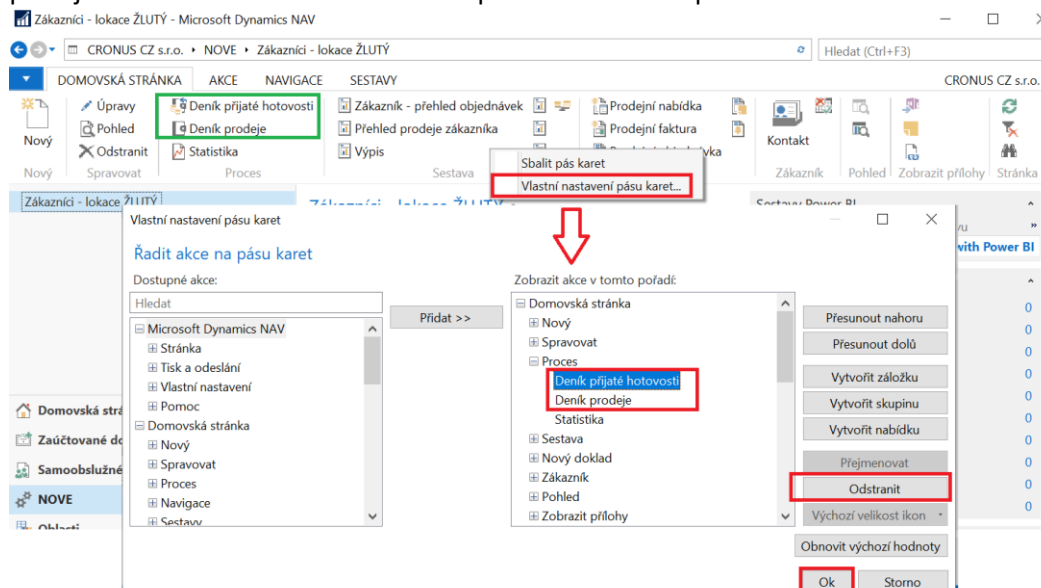 Zákazníci - lokace ŽLUTÝ - Microsoft Dynamics NAV
CRONUS CZ s.r.o. NOVE Zákazníci - lokace ŽLUTÝ
Hledat (Ctrl+F3)
DOMOVSKÁ STRÁNKA AKCE NAVIGACE SESTAVY
CRONUS CZ s.r.o.
Nový
Úpravy
Pohled
Odstranit
Deník přijaté hotovosti
Deník prodeje
Statistika
Zákazník - přehled objednávek
Přehled prodeje zákazníka
Výpis
Prodejní nabídka
Prodejní faktura
Kontakt
Nový Spravovat Proces Sestava Zákazník Pohled Zobrazit přílohy Stránka
Sbalit pás karet
Vlastní nastavení pásu karet...
Zákazníci - lokace ŽLUTÝ
Zákazníci - lokace ŽLUTÝ
Sestavy Power BI
with Power BI
Vlastní nastavení pásu karet
Řadit akce na pásu karet
Dostupné akce:
Hledat
Microsoft Dynamics NAV
Stránka
Tisk a odeslání
Vlastní nastavení
Pomoc
Domovská stránka
Nový
Spravovat
Proces
Navigace
Sestavy
Přidat >>
Zobrazit akce v tomto pořadí:
Domovská stránka
Nový
Spravovat
Proces
Deník přijaté hotovosti
Deník prodeje
Statistika
Sestava
Nový doklad
Zákazník
Pohled
Zobrazit přílohy
Přesunout nahoru
Přesunout dolů
Vytvořit záložku
Vytvořit skupinu
Vytvořit nabídku
Přejmenovat
Odstranit
Výchozí velikost ikon
Obnovit výchozí hodnoty
Ok Storno
Domovská strá
Zaúčtované do
Samoobslužné
NOVE
Oblasti
0
0
0
0
0
0
0
0
0
0